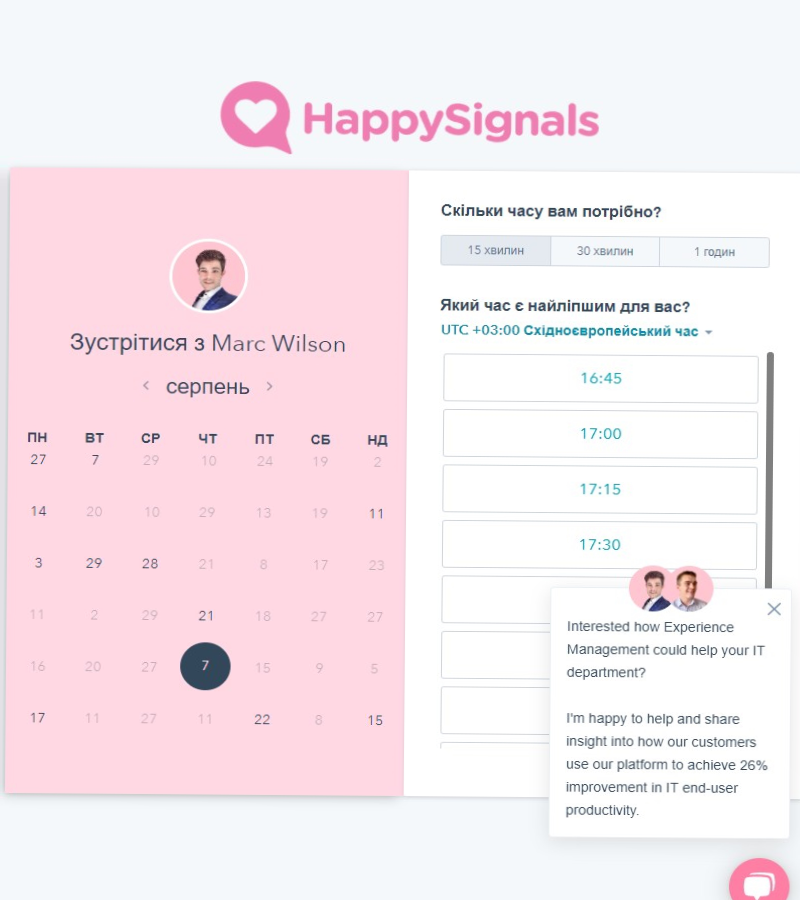 HappySignals
Зустрітися з Marc Wilson
серпень
ПН ВТ СР ЧТ ПТ СБ НД
27 7 29 10 24 19 2
14 20 10 29 13 19 11
3 29 28 21 8 17 23
11 2 29 21 18 27 27
16 20 27 7 15 9 5
17 11 27 11 22 8 15
Скільки часу вам потрібно?
15 хвилин 30 хвилин 1 годин
Який час є найліпшим для вас?
UTC +03:00 Східноєвропейський час
16:45
17:00
17:15
17:30
Interested how Experience
Management could help your IT
department?
I'm happy to help and share
insight into how our customers
use our platform to achieve 26%
improvement in IT end-user
productivity.